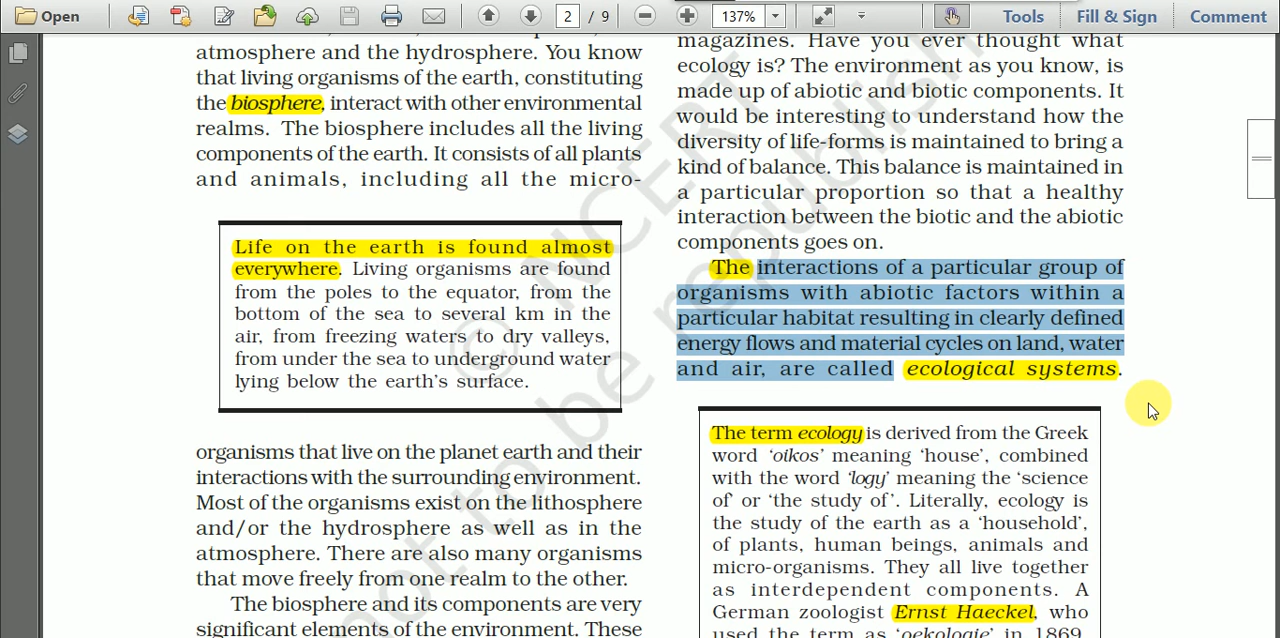 Open
2 / 9
137%
Tools
Fill & Sign
Comment
atmosphere and the hydrosphere. You know
that living organisms of the earth, constituting
the biosphere, interact with other environmental
realms. The biosphere includes all the living
components of the earth. It consists of all plants
and animals, including all the micro-
Life on the earth is found almost
everywhere. Living organisms are found
from the poles to the equator, from the
bottom of the sea to several km in the
air, from freezing waters to dry valleys,
from under the sea to underground water
lying below the earth's surface.
organisms that live on the planet earth and their
interactions with the surrounding environment.
Most of the organisms exist on the lithosphere
and/or the hydrosphere as well as in the
atmosphere. There are also many organisms
that move freely from one realm to the other.
The biosphere and its components are very
significant elements of the environment. These
magazines. Have you ever thought what
ecology is? The environment as you know, is
made up of abiotic and biotic components. It
would be interesting to understand how the
diversity of life-forms is maintained to bring a
kind of balance. This balance is maintained in
a particular proportion so that a healthy
interaction between the biotic and the abiotic
components goes on.
The interactions of a particular group of
organisms with abiotic factors within a
particular habitat resulting in clearly defined
energy flows and material cycles on land, water
and air, are called ecological systems.
The term ecology is derived from the Greek
word ‘oikos’ meaning ‘house’, combined
with the word ‘logy’ meaning the ‘science
of’ or ‘the study of’. Literally, ecology is
the study of the earth as a ‘household’,
of plants, human beings, animals and
micro-organisms. They all live together
as interdependent components. A
German zoologist Ernst Haeckel, who
used the term as ‘oekologie’ in 1869,
© NCERT
not to be republish